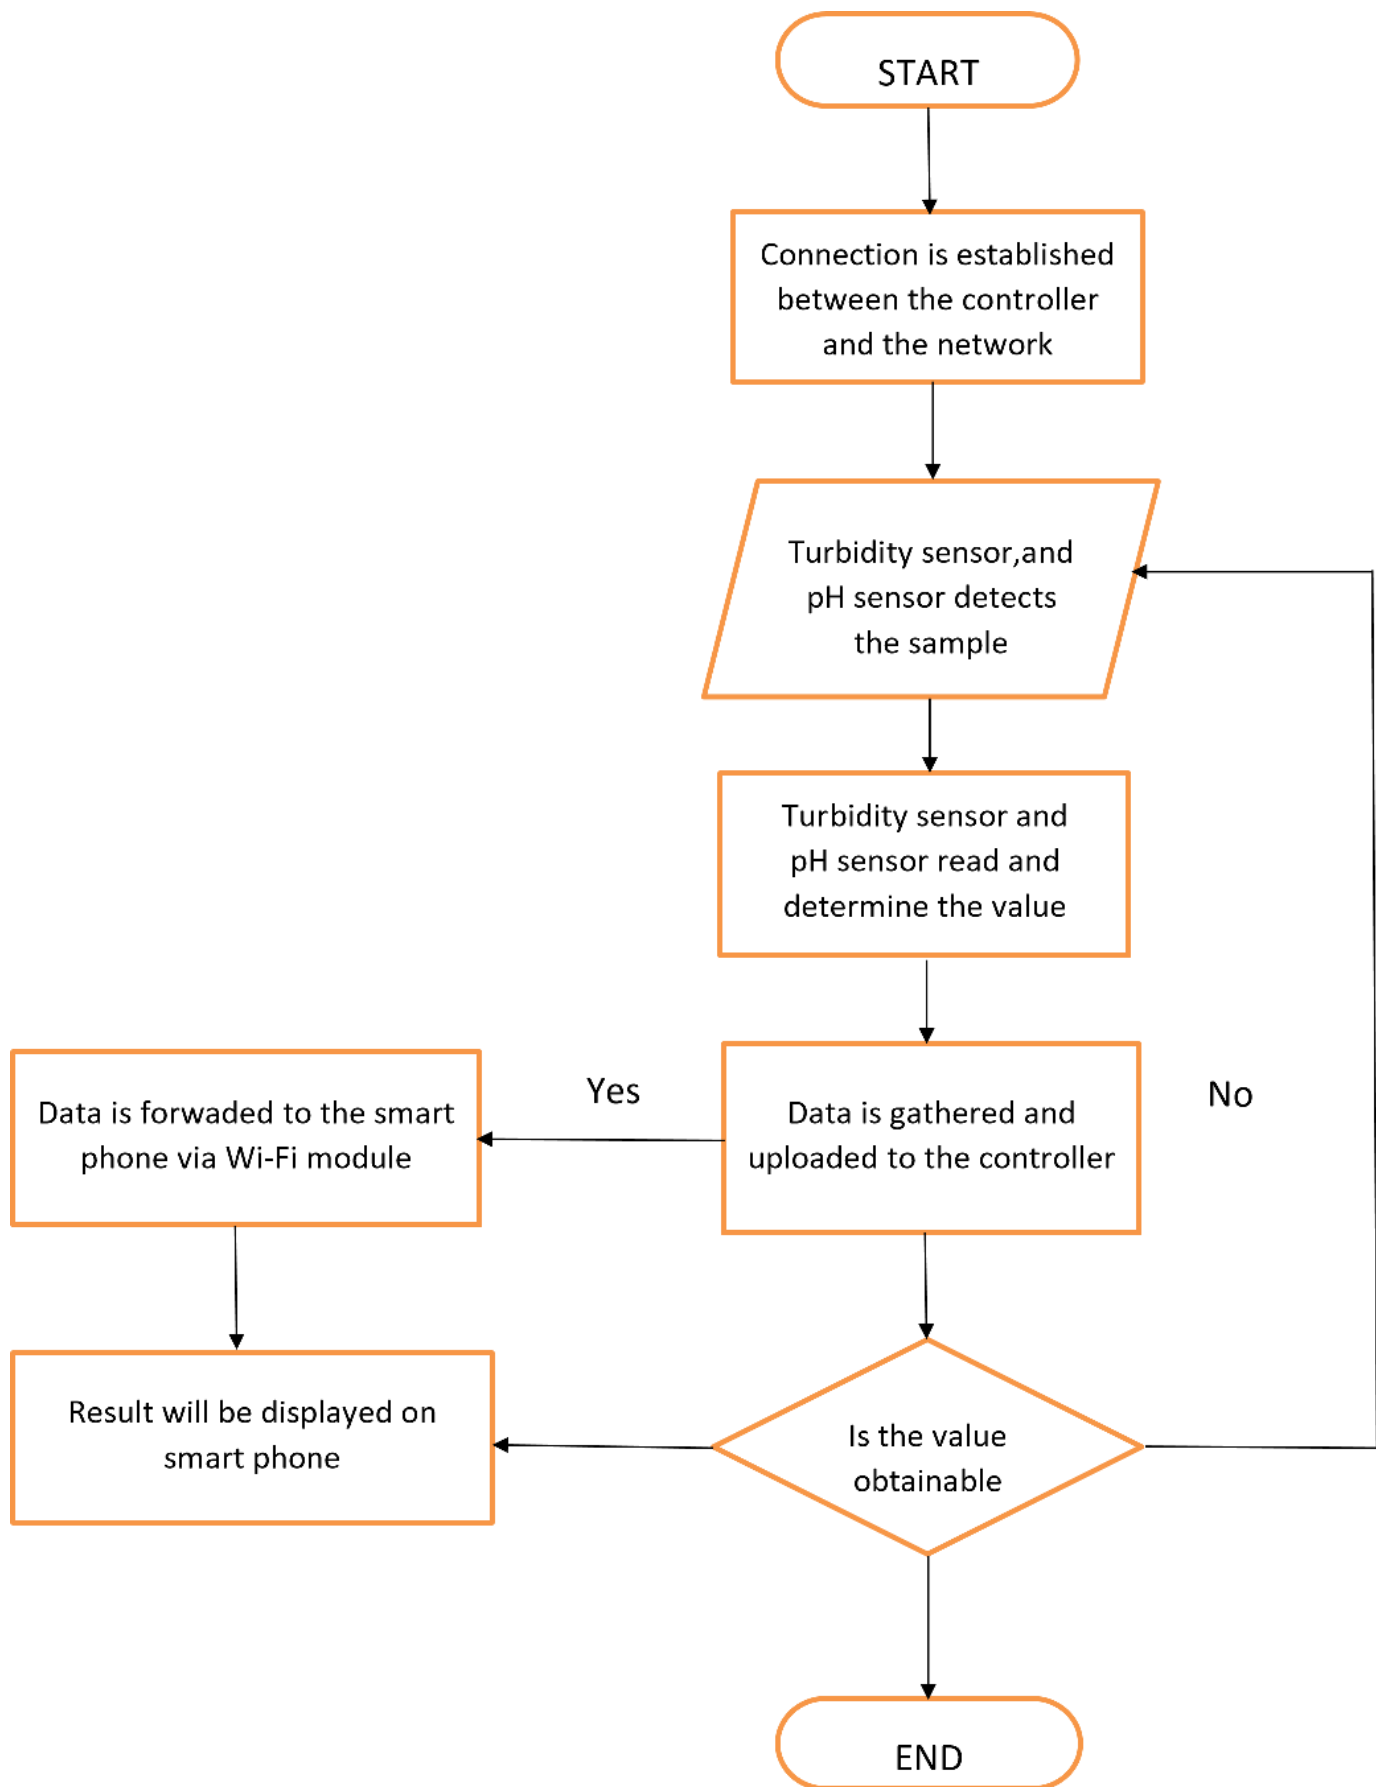 START
Connection is established
between the controller
and the network
Turbidity sensor,and
pH sensor detects
the sample
Turbidity sensor and
pH sensor read and
determine the value
Data is forwaded to the smart
phone via Wi-Fi module
Yes
Data is gathered and
uploaded to the controller
No
Result will be displayed on
smart phone
Is the value
obtainable
END